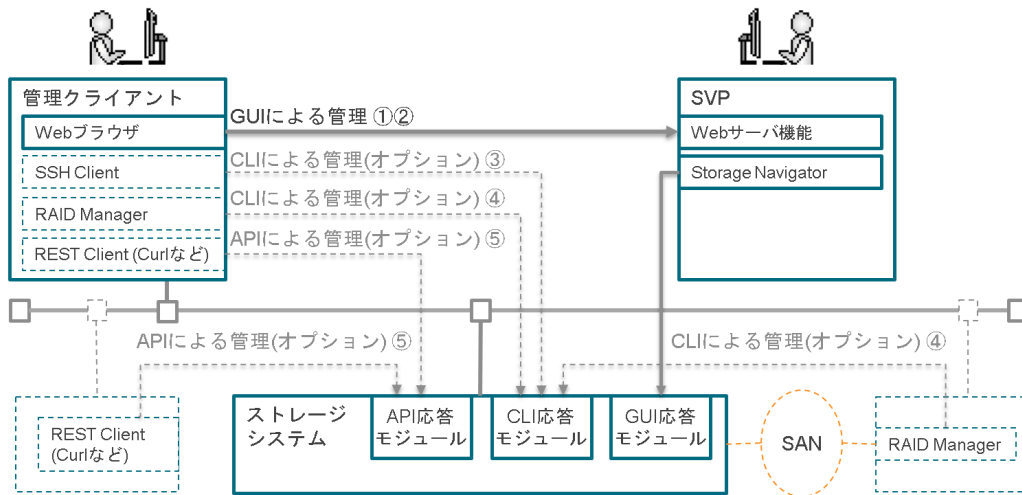 管理クライアント
SVP
GUIによる管理 ①②
Webブラウザ
Webサーバ機能
CLIによる管理(オプション) ③
SSH Client
Storage Navigator
CLIによる管理(オプション) ④
RAID Manager
APIによる管理(オプション) ⑤
REST Client (Curlなど)
APIによる管理(オプション) ⑤
CLIによる管理(オプション) ④
ストレージ
システム
API応答
モジュール
CLI応答
モジュール
GUI応答
モジュール
REST Client
(Curlなど)
SAN
RAID Manager